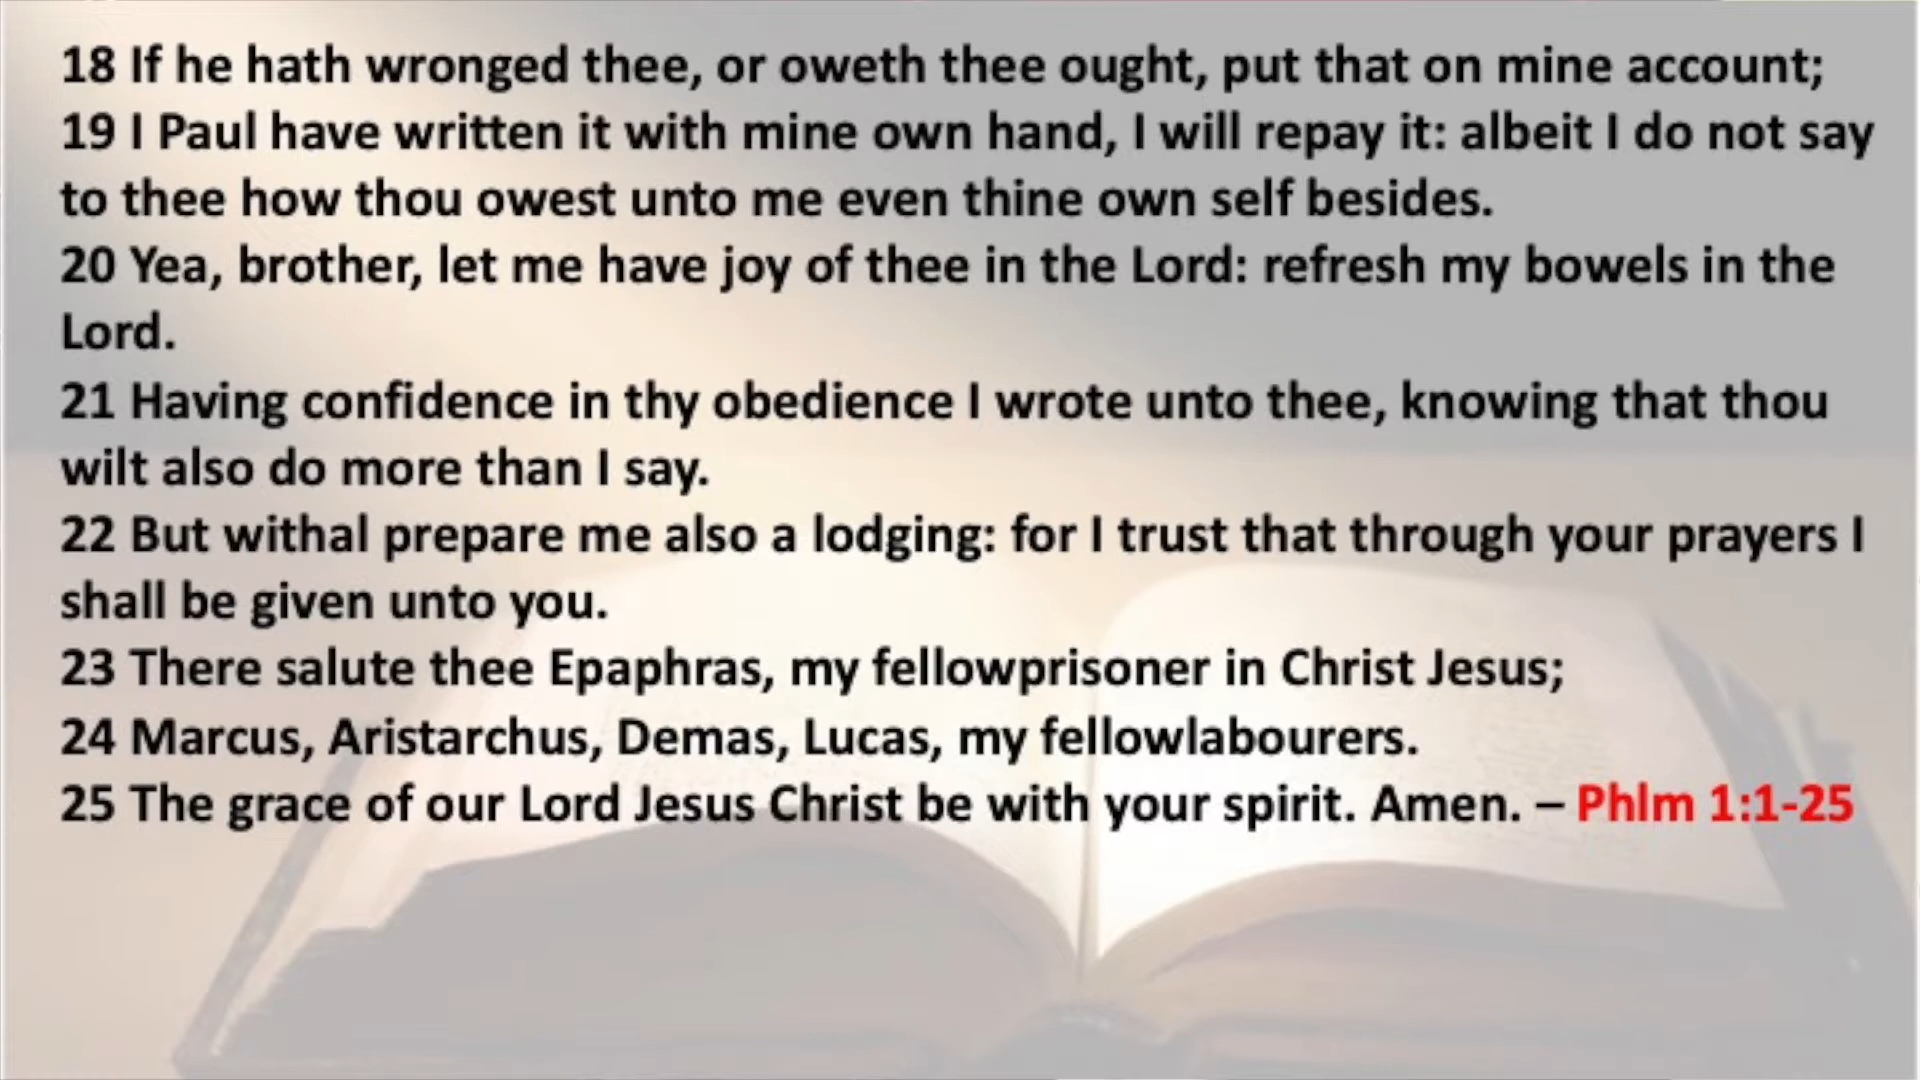 18 If he hath wronged thee, or oweth thee ought, put that on mine account;
19 I Paul have written it with mine own hand, I will repay it: albeit I do not say
to thee how thou owest unto me even thine own self besides.
20 Yea, brother, let me have joy of thee in the Lord: refresh my bowels in the
Lord.
21 Having confidence in thy obedience I wrote unto thee, knowing that thou
wilt also do more than I say.
22 But withal prepare me also a lodging: for I trust that through your prayers I
shall be given unto you.
23 There salute thee Epaphras, my fellowprisoner in Christ Jesus;
24 Marcus, Aristarchus, Demas, Lucas, my fellowlabourers.
25 The grace of our Lord Jesus Christ be with your spirit. Amen. – Phlm 1:1-25